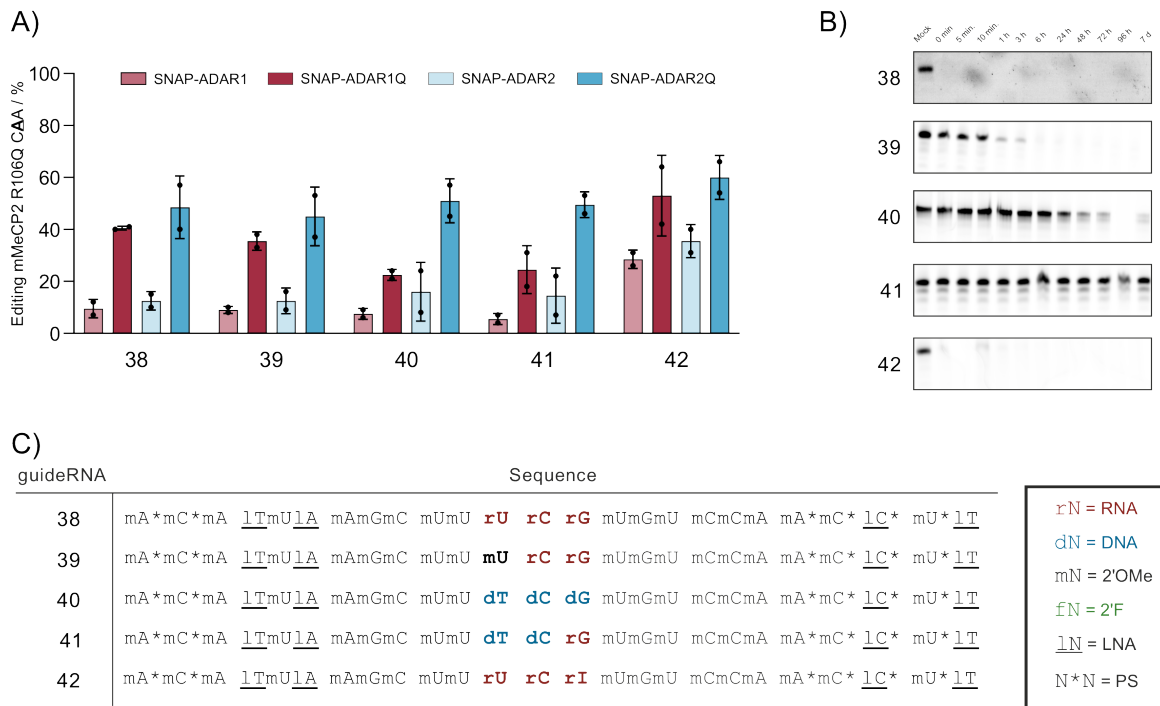 A)
Editing mMeCP2 R106Q CAA / %
100
80
60
40
20
0
SNAP-ADAR1 SNAP-ADAR1Q SNAP-ADAR2 SNAP-ADAR2Q
38 39 40 41 42
B)
Mock 0 min 5 min. 10 min. 1 h 3 h 6 h 24 h 48 h 72 h 96 h 7 d
38
39
40
41
42
C)
guideRNA Sequence
38 mA*mC*mA lTmUlA mAmGmC mUmU rU rC rG mUmGmU mCmCmA mA*mC* lC* mU*lT
39 mA*mC*mA lTmUlA mAmGmC mUmU mU rC rG mUmGmU mCmCmA mA*mC* lC* mU*lT
40 mA*mC*mA lTmUlA mAmGmC mUmU dT dC dG mUmGmU mCmCmA mA*mC* lC* mU*lT
41 mA*mC*mA lTmUlA mAmGmC mUmU dT dC rG mUmGmU mCmCmA mA*mC* lC* mU*lT
42 mA*mC*mA lTmUlA mAmGmC mUmU rU rC rI mUmGmU mCmCmA mA*mC* lC* mU*lT
rN = RNA
dN = DNA
mN = 2'OMe
fN = 2'F
lN = LNA
N*N = PS